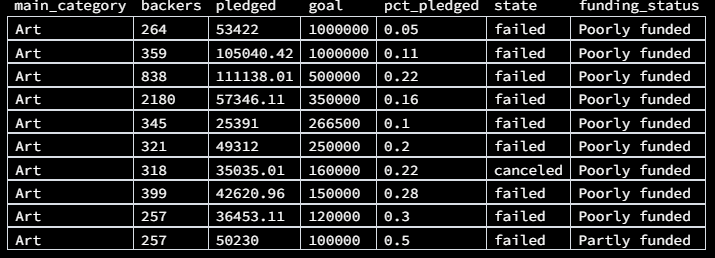 main_category backers pledged goal pct_pledged state funding_status
Art 264 53422 1000000 0.05 failed Poorly funded
Art 359 105040.42 1000000 0.11 failed Poorly funded
Art 838 111138.01 500000 0.22 failed Poorly funded
Art 2180 57346.11 350000 0.16 failed Poorly funded
Art 345 25391 266500 0.1 failed Poorly funded
Art 321 49312 250000 0.2 failed Poorly funded
Art 318 35035.01 160000 0.22 canceled Poorly funded
Art 399 42620.96 150000 0.28 failed Poorly funded
Art 257 36453.11 120000 0.3 failed Poorly funded
Art 257 50230 100000 0.5 failed Partly funded